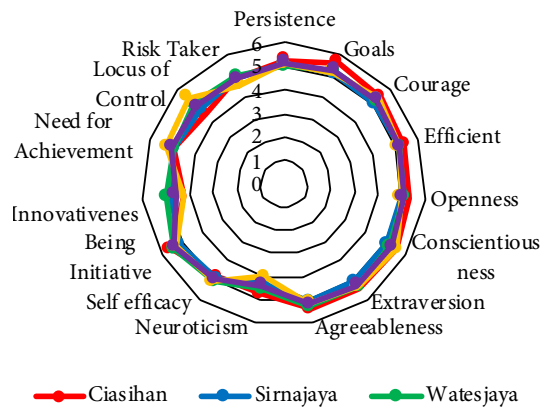 Persistence
Goals
Courage
Efficient
Openness
Conscientious
ness
Extraversion
Agreeableness
Neuroticism
Self efficacy
Being
Initiative
Innovativenes
Need for
Achievement
Locus of
Control
Risk Taker
6
5
4
3
2
1
0
Ciasihan
Sirnajaya
Watesjaya